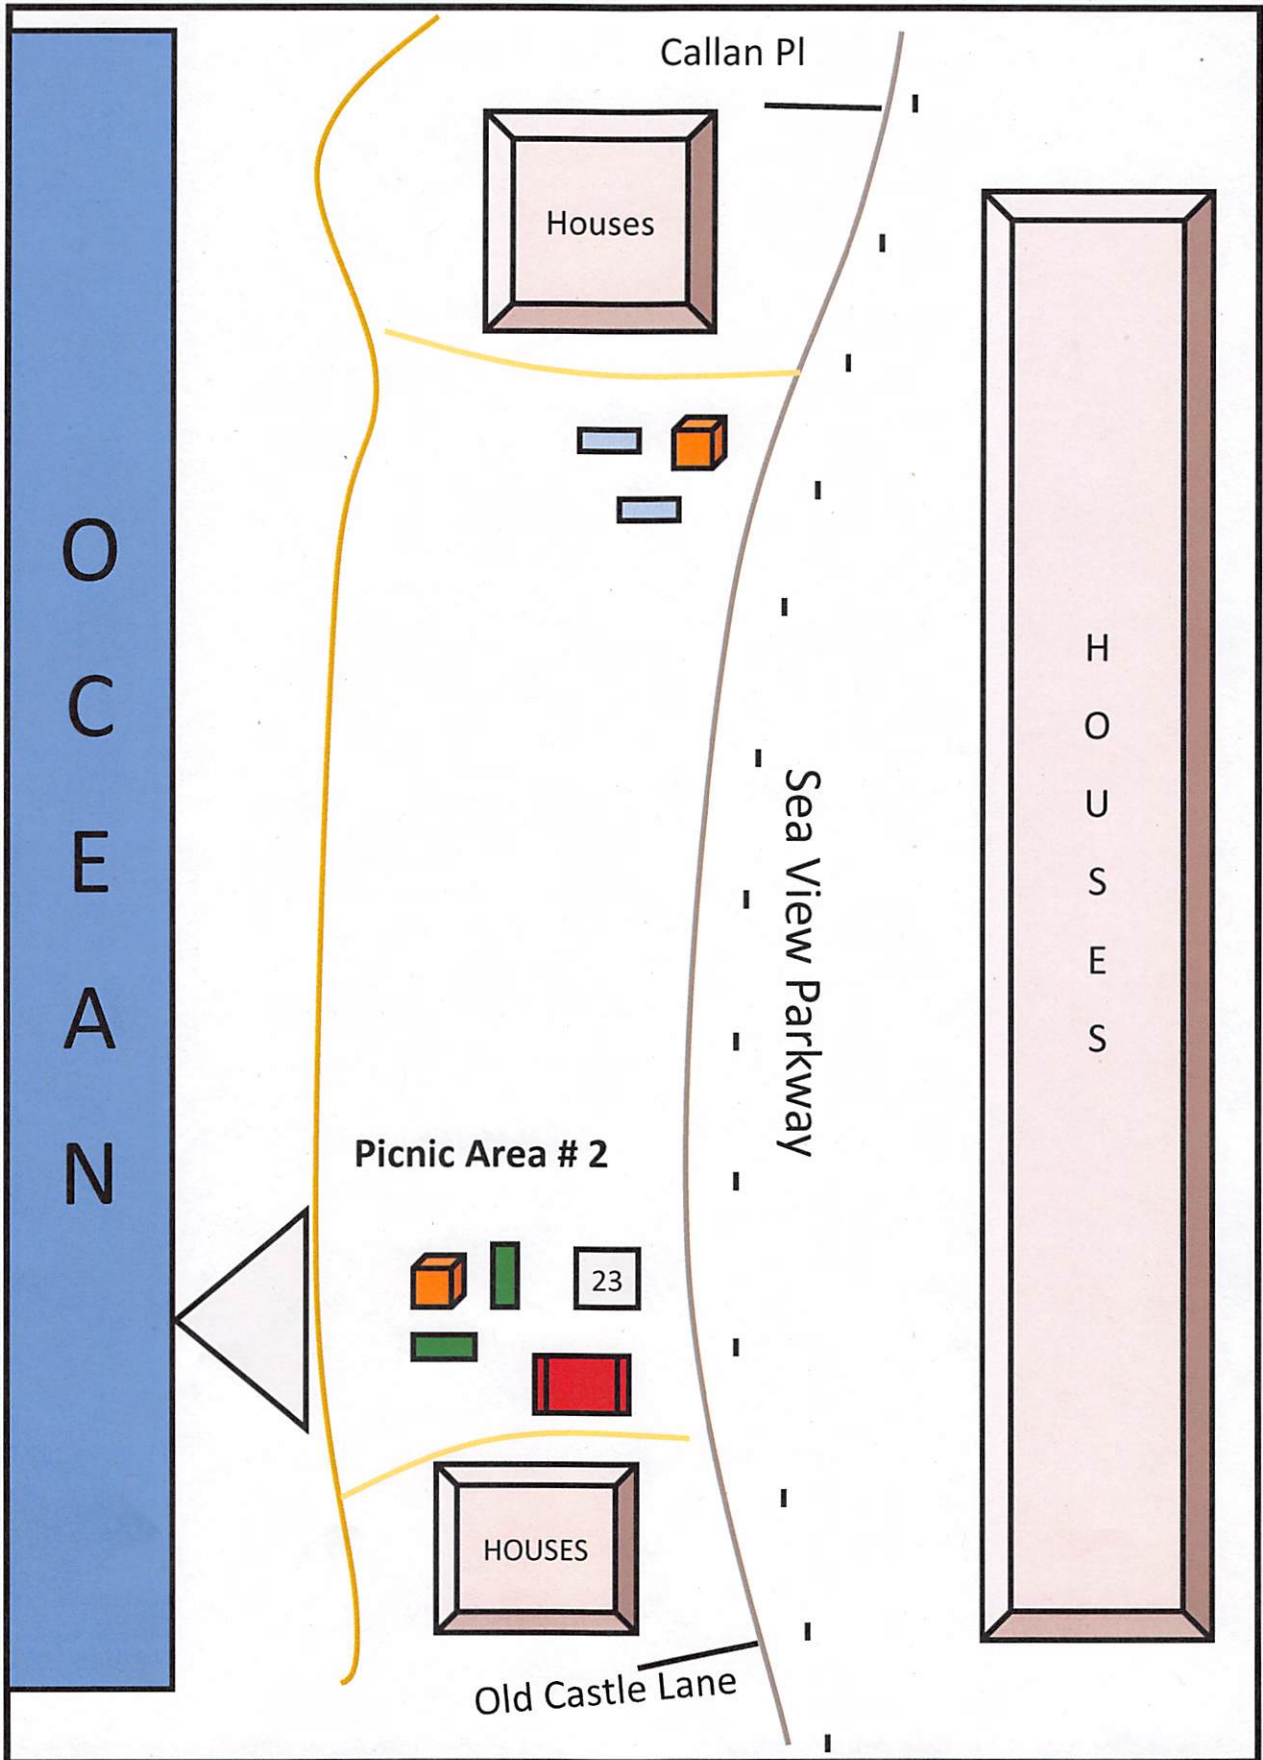 Callan Pl
Houses
OCEAN
HOUSES
Sea View Parkway
Picnic Area # 2
23
HOUSES
Old Castle Lane